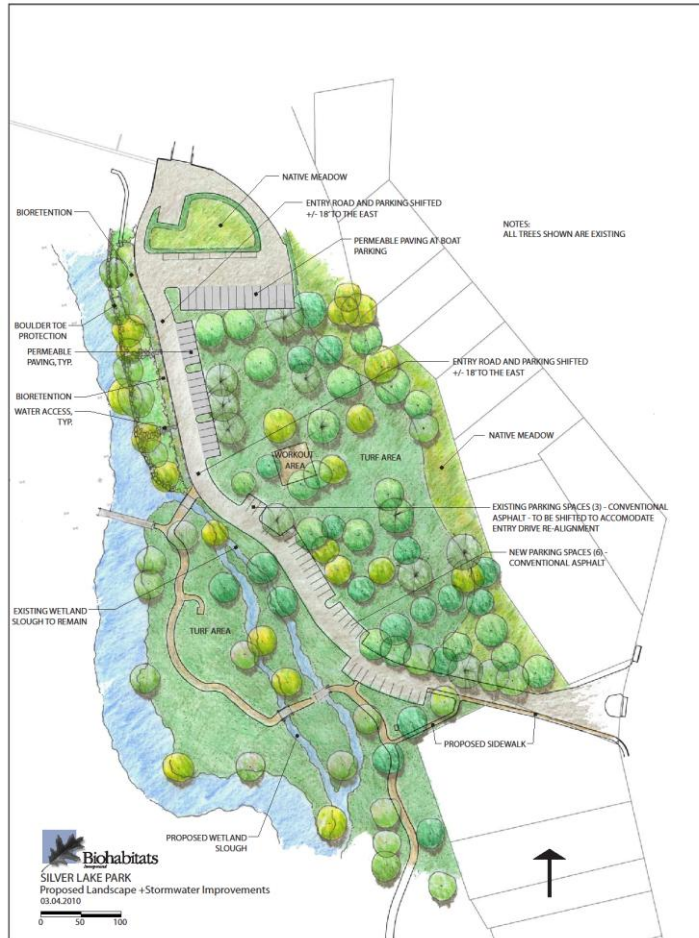 NATIVE MEADOW
ENTRY ROAD AND PARKING SHIFTED
+/- 18' TO THE EAST
BIORETENTION
NOTES:
ALL TREES SHOWN ARE EXISTING
PERMEABLE PAVING AT BOAT
PARKING
BOULDER TOE
PROTECTION
PERMEABLE
PAVING, TYP.
ENTRY ROAD AND PARKING SHIFTED
+/- 18' TO THE EAST
BIORETENTION
WATER ACCESS,
TYP.
NATIVE MEADOW
WORKOUT
AREA
TURF AREA
EXISTING PARKING SPACES (3) - CONVENTIONAL
ASPHALT - TO BE SHIFTED TO ACCOMODATE
ENTRY DRIVE RE-ALIGNMENT
NEW PARKING SPACES (6) -
CONVENTIONAL ASPHALT
EXISTING WETLAND
SLOUGH TO REMAIN
TURF AREA
PROPOSED SIDEWALK
PROPOSED WETLAND
SLOUGH
Biohabitats
SILVER LAKE PARK
Proposed Landscape +Stormwater Improvements
03.04.2010
0 50 100